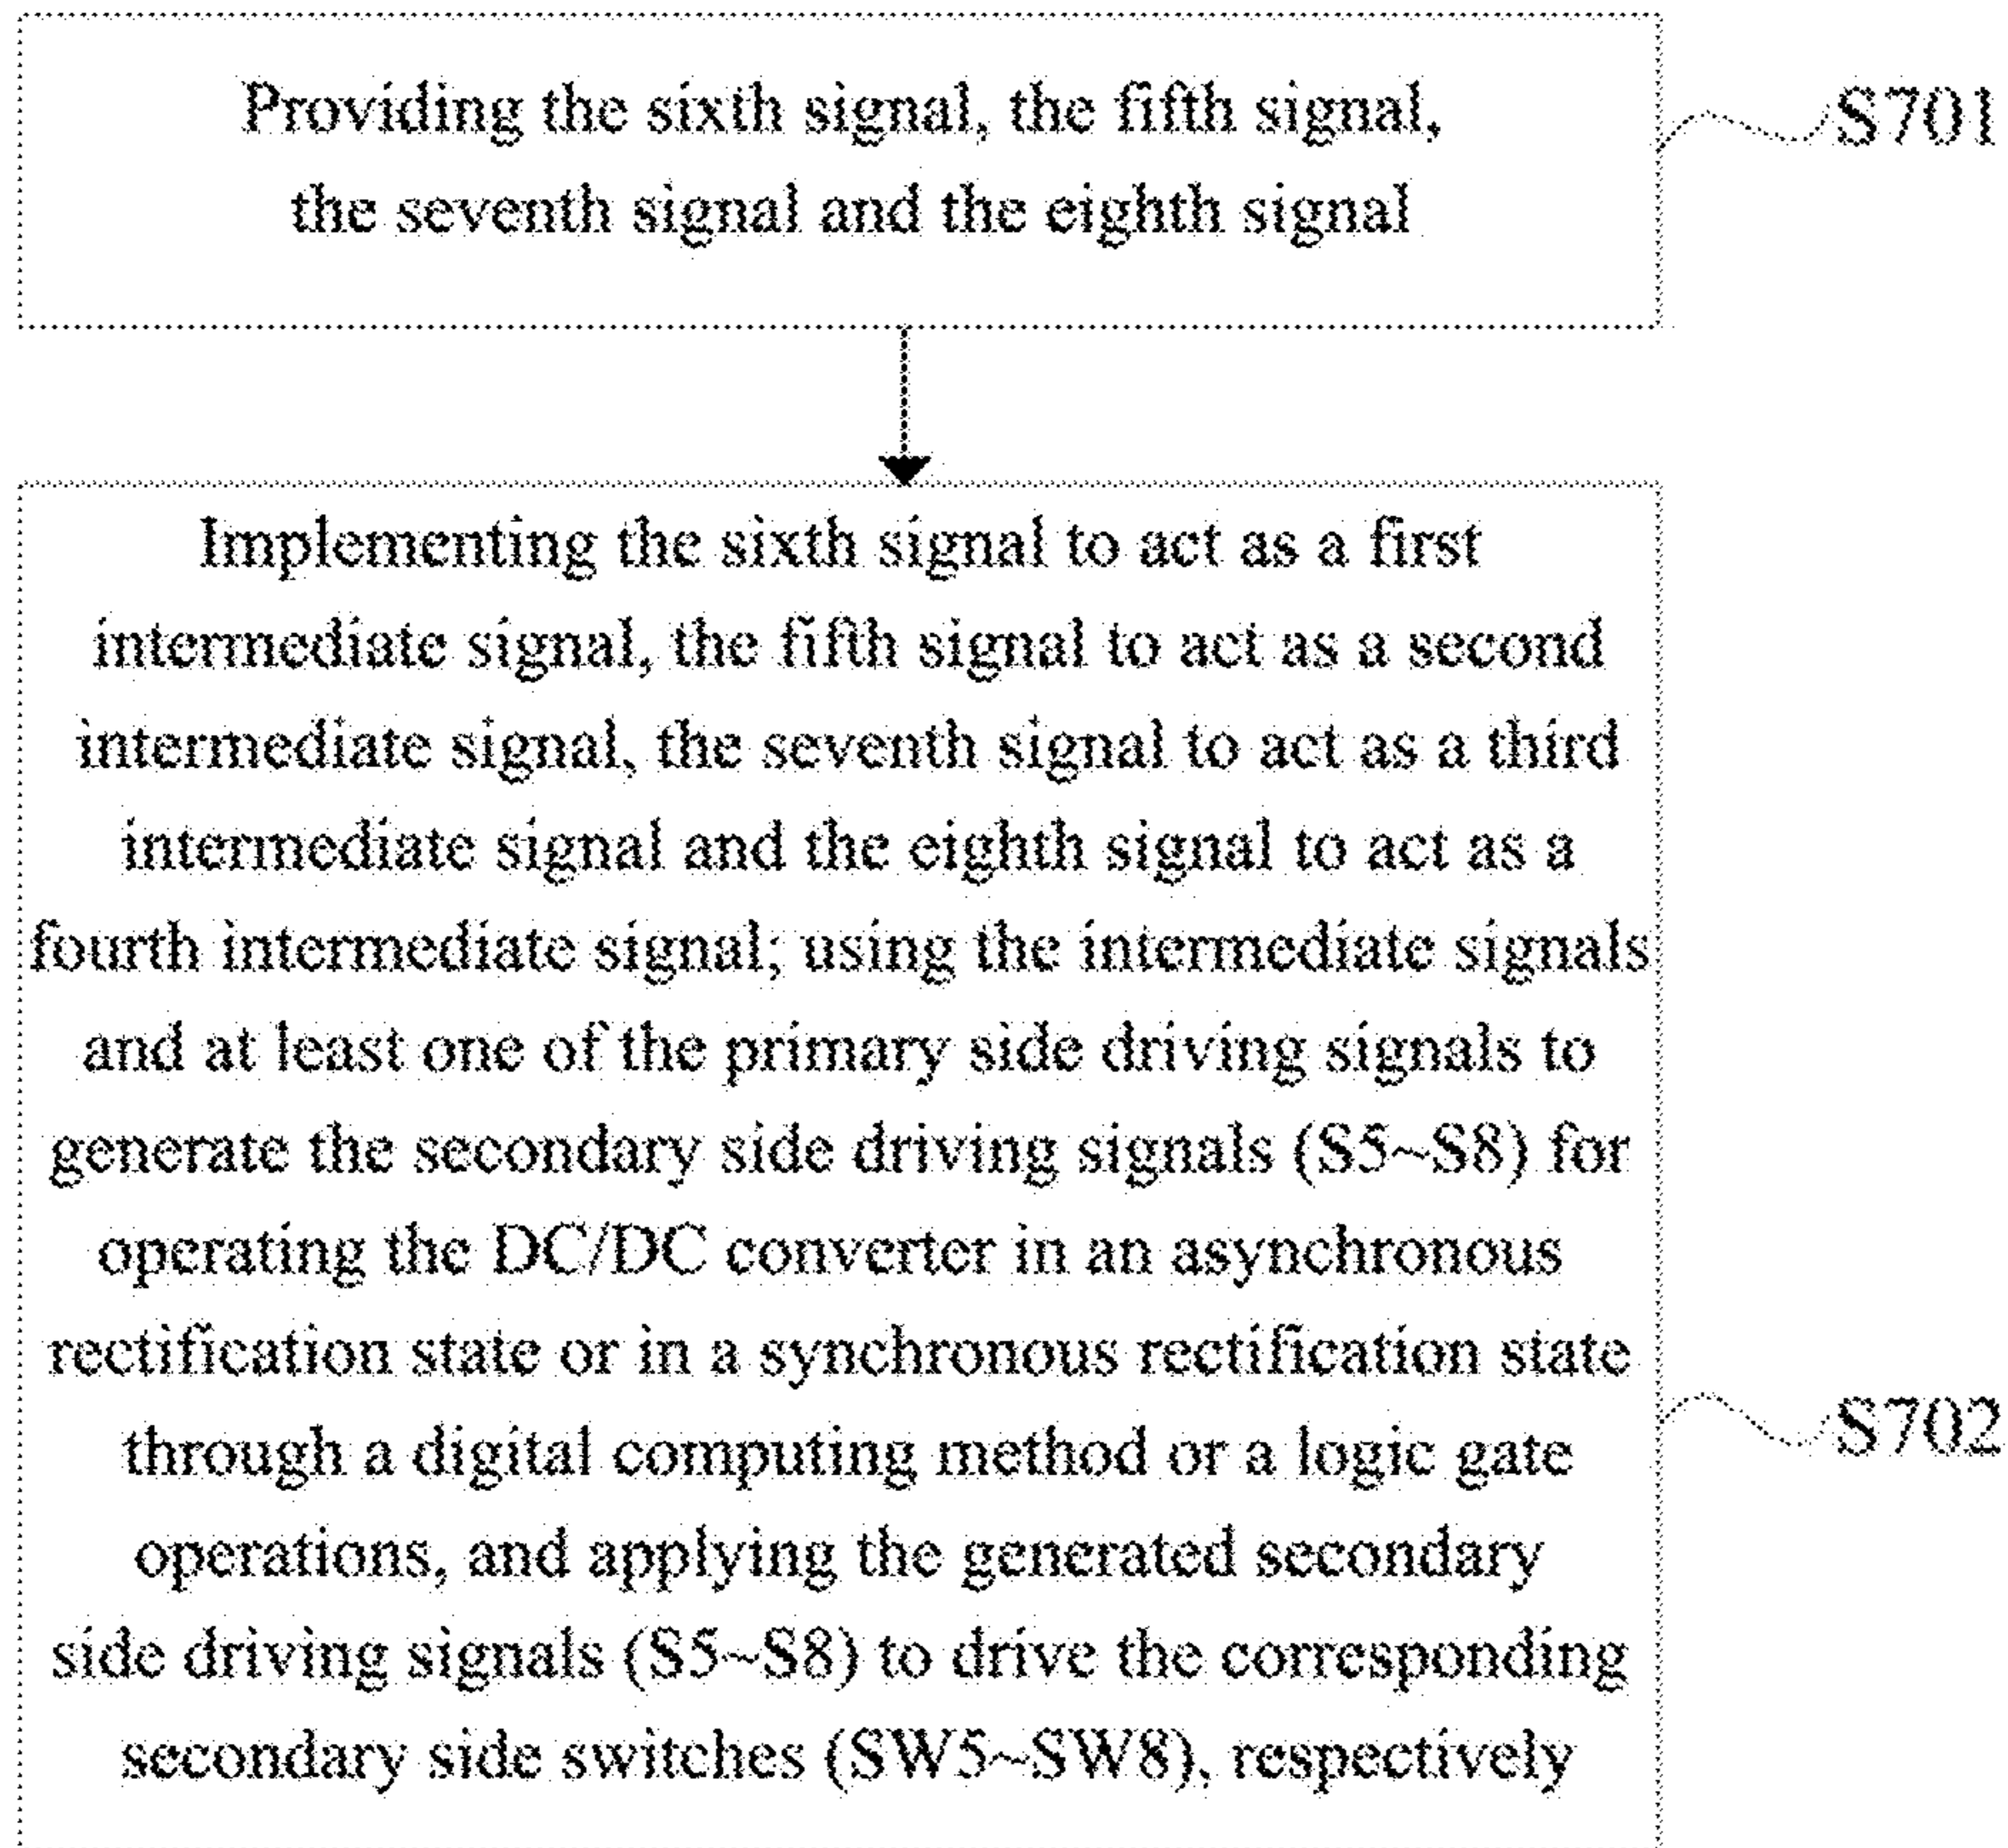 Providing the sixth signal, the fifth signal,
the seventh signal and the eighth signal
S701
Implementing the sixth signal to act as a first
intermediate signal, the fifth signal to act as a second
intermediate signal, the seventh signal to act as a third
intermediate signal and the eighth signal to act as a
fourth intermediate signal; using the intermediate signals
and at least one of the primary side driving signals to
generate the secondary side driving signals (S5~S8) for
operating the DC/DC converter in an asynchronous
rectification state or in a synchronous rectification state
through a digital computing method or a logic gate
operations, and applying the generated secondary
side driving signals (S5~S8) to drive the corresponding
secondary side switches (SW5~SW8), respectively
S702